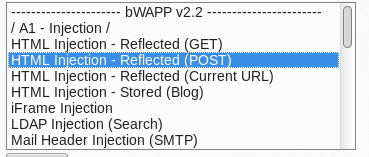 --------------------- bWAPP v2.2 ----------------------
/ A1 - Injection /
HTML Injection - Reflected (GET)
HTML Injection - Reflected (POST)
HTML Injection - Reflected (Current URL)
HTML Injection - Stored (Blog)
iFrame Injection
LDAP Injection (Search)
Mail Header Injection (SMTP)